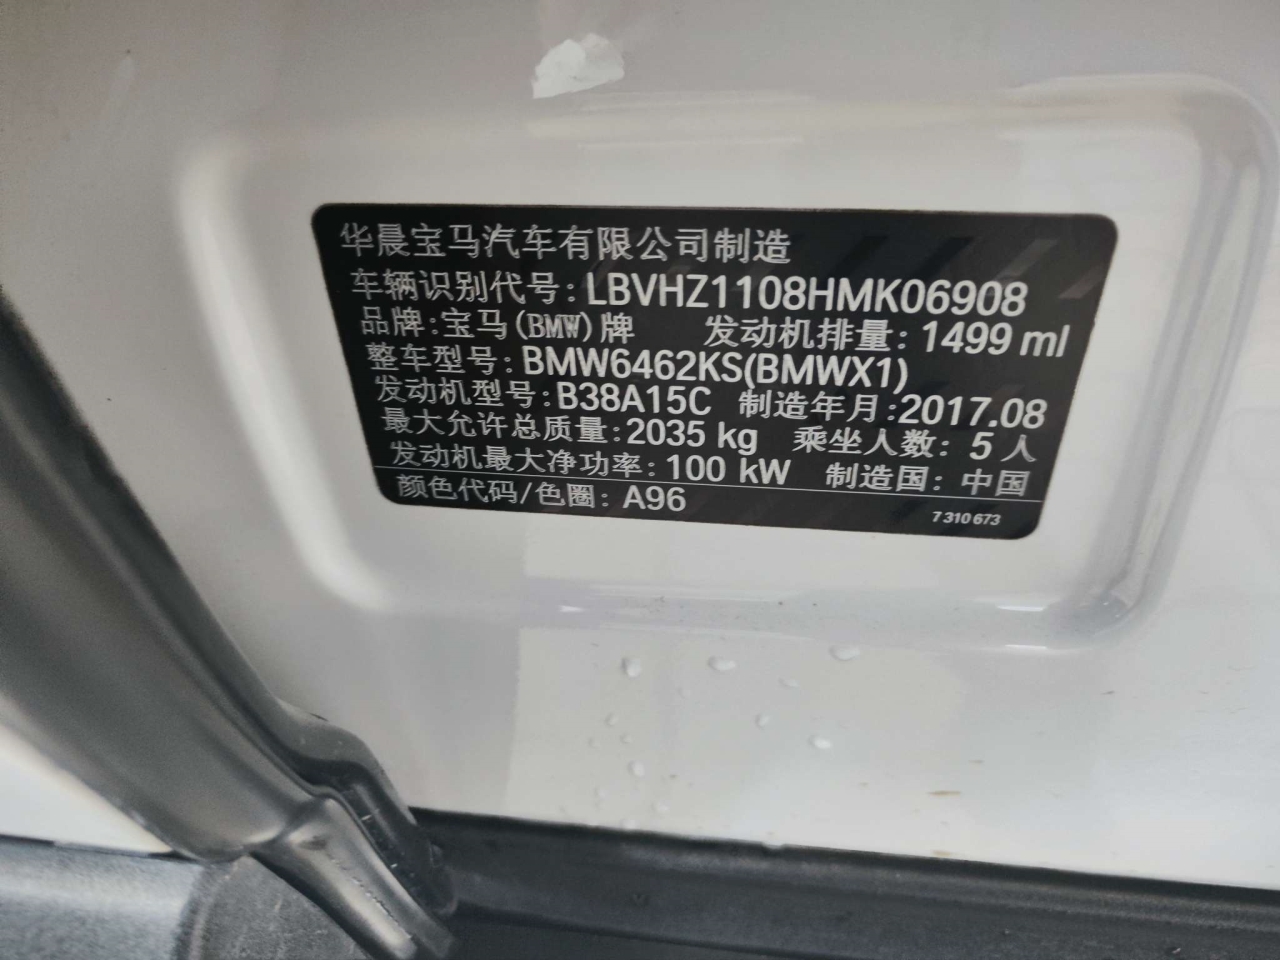 华晨宝马汽车有限公司制造
车辆识别代号: LBVHZ1108HMK06908
品牌: 宝马(BMW)牌 发动机排量: 1499 ml
整车型号: BMW6462KS(BMWX1)
发动机型号: B38A15C 制造年月: 2017.08
最大允许总质量: 2035 kg 乘坐人数: 5 人
发动机最大净功率: 100 kW 制造国: 中国
颜色代码/色圈: A96
7 310 673